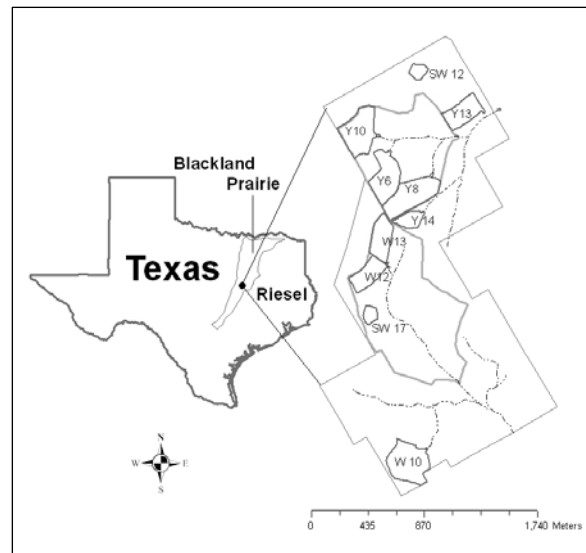 SW 12
Y13
Y10
Blackland
Prairie
Y6
Y8
Y 14
W13
Texas
W12
Riesel
SW 17
N
W E
S
W 10
0 435 870 1,740 Meters